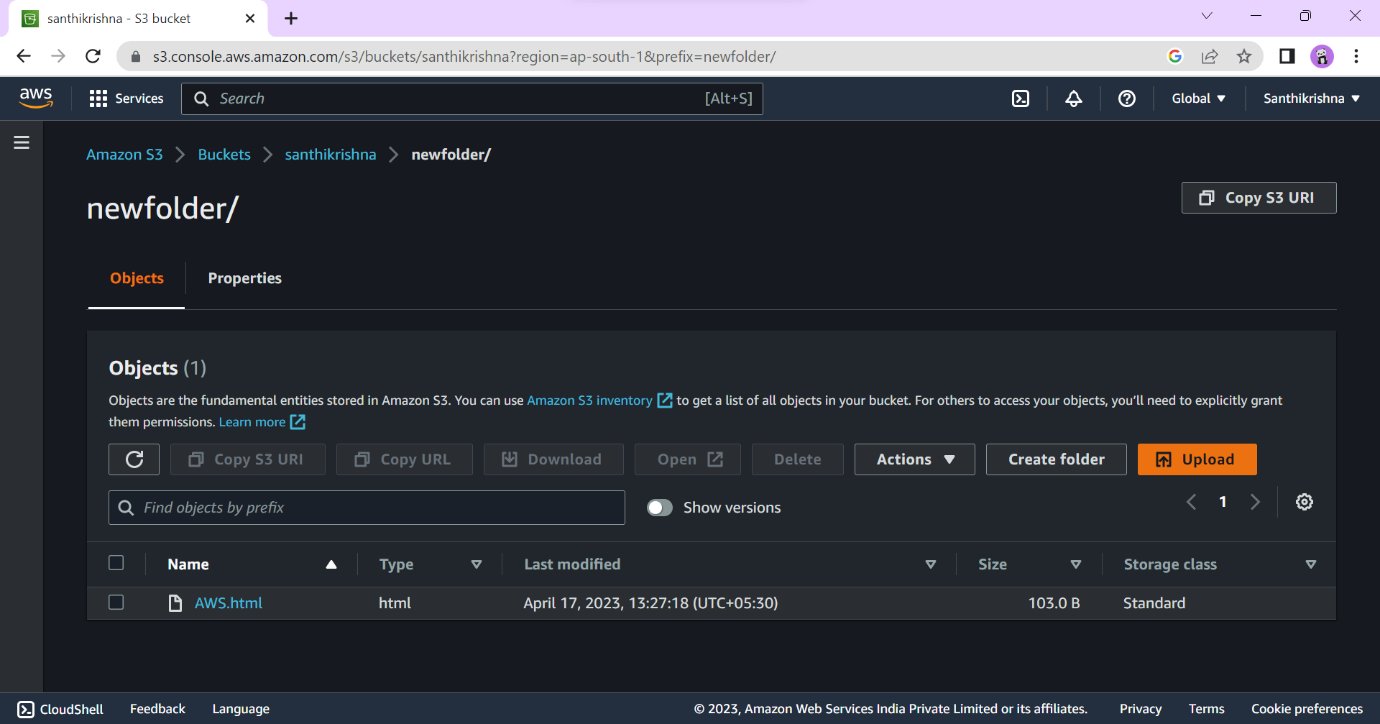 santhikrishna - S3 bucket
s3.console.aws.amazon.com/s3/buckets/santhikrishna?region=ap-south-1&prefix=newfolder/
aws Services Search [Alt+S] Global Santhikrishna
Amazon S3 Buckets santhikrishna newfolder/
newfolder/
Copy S3 URI
Objects Properties
Objects (1)
Objects are the fundamental entities stored in Amazon S3. You can use Amazon S3 inventory to get a list of all objects in your bucket. For others to access your objects, you'll need to explicitly grant
them permissions. Learn more
Copy S3 URI Copy URL Download Open Delete Actions Create folder Upload
Find objects by prefix Show versions 1
Name Type Last modified Size Storage class
AWS.html html April 17, 2023, 13:27:18 (UTC+05:30) 103.0 B Standard
CloudShell Feedback Language © 2023, Amazon Web Services India Private Limited or its affiliates. Privacy Terms Cookie preferences